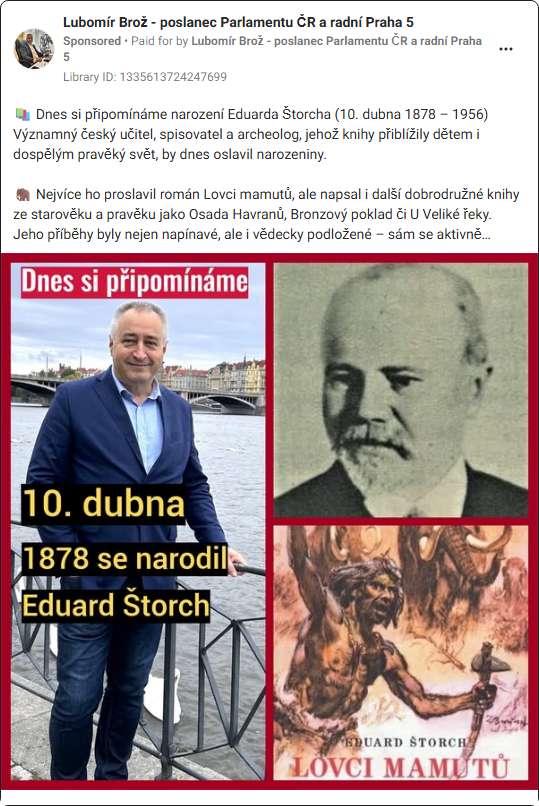 Lubomír Brož - poslanec Parlamentu ČR a radní Praha 5
Sponsored • Paid for by Lubomír Brož - poslanec Parlamentu ČR a radní Praha
5
Library ID: 1335613724247699
Dnes si připomínáme narození Eduarda Štorcha (10. dubna 1878 – 1956)
Významný český učitel, spisovatel a archeolog, jehož knihy přiblížily dětem i
dospělým pravěký svět, by dnes oslavil narozeniny.
Nejvíce ho proslavil román Lovci mamutů, ale napsal i další dobrodružné knihy
ze starověku a pravěku jako Osada Havranů, Bronzový poklad či U Veliké řeky.
Jeho příběhy byly nejen napínavé, ale i vědecky podložené – sám se aktivně…
Dnes si připomínáme
10. dubna
1878 se narodil
Eduard Štorch
EDUARD ŠTORCH
LOVCI MAMUTŮ